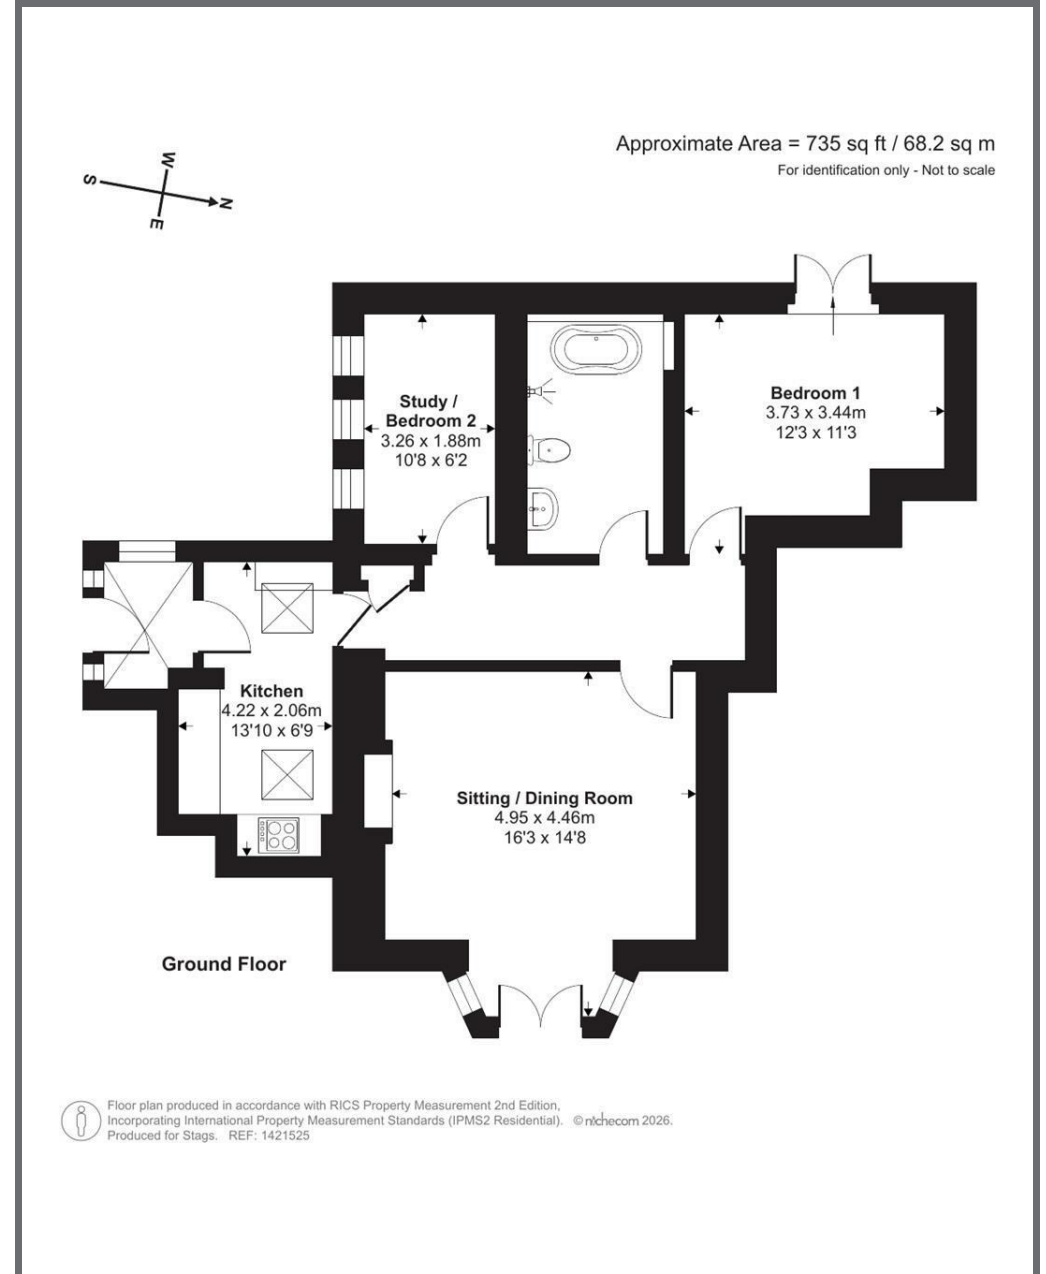 Approximate Area = 735 sq ft / 68.2 sq m
For identification only - Not to scale
W
S
N
E
Study /
Bedroom 2
3.26 x 1.88m
10'8 x 6'2
Bedroom 1
3.73 x 3.44m
12'3 x 11'3
Kitchen
4.22 x 2.06m
13'10 x 6'9
Sitting / Dining Room
4.95 x 4.46m
16'3 x 14'8
Ground Floor
Floor plan produced in accordance with RICS Property Measurement 2nd Edition,
Incorporating International Property Measurement Standards (IPMS2 Residential). © nichecom 2026.
Produced for Stags. REF: 1421525